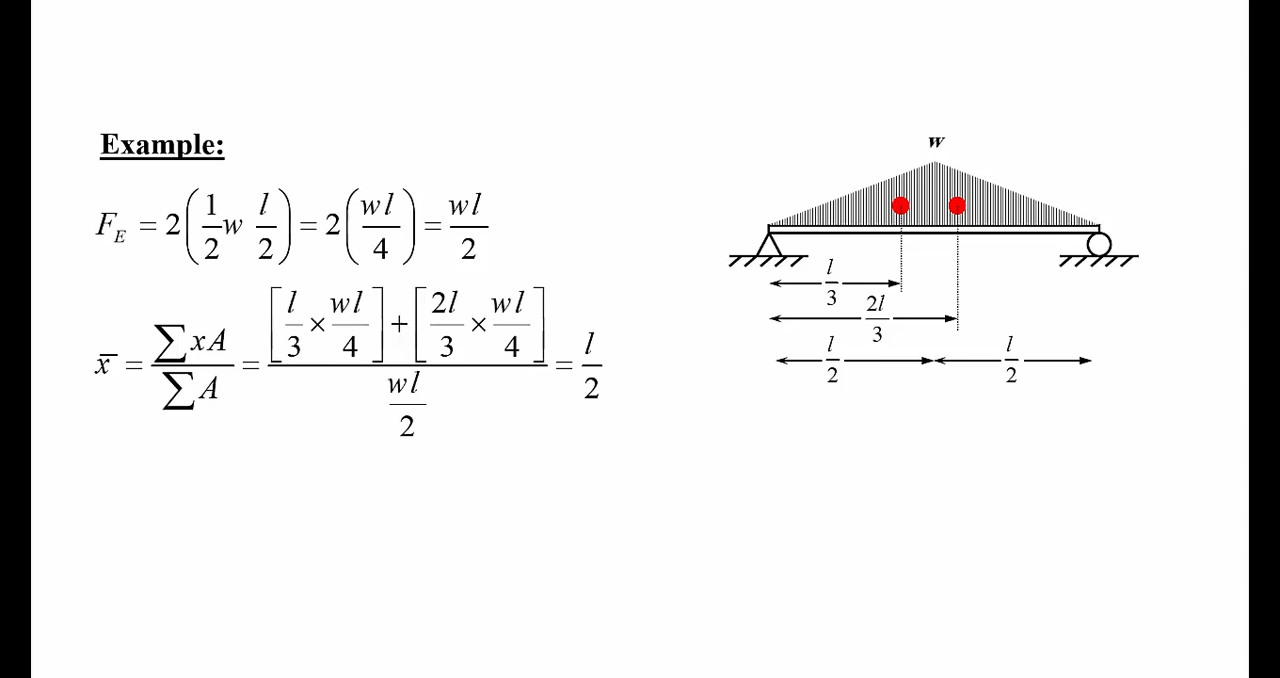 Example:
F_E = 2(1/2 w l/2) = 2(wl/4) = wl/2
x̄ = ∑xA / ∑A = ([l/3 × wl/4] + [2l/3 × wl/4]) / (wl/2) = l/2
w
l/3
2l/3
l/2 l/2